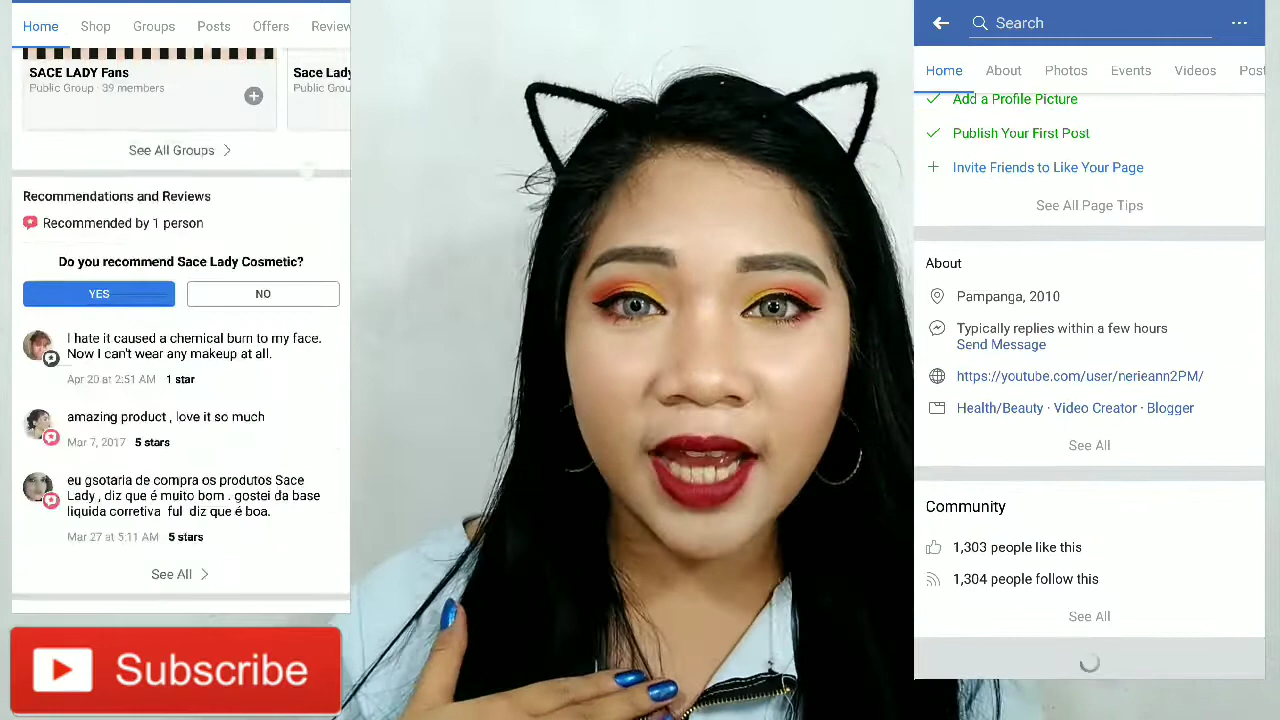 Home Shop Groups Posts Offers Review
SACE LADY Fans
Public Group · 39 members
Sace Lady
Public Grou
See All Groups
Recommendations and Reviews
Recommended by 1 person
Do you recommend Sace Lady Cosmetic?
YES NO
I hate it caused a chemical burn to my face.
Now I can't wear any makeup at all.
Apr 20 at 2:51 AM 1 star
amazing product , love it so much
Mar 7, 2017 5 stars
eu gsotaria de compra os produtos Sace
Lady , diz que é muito bom . gostei da base
liquida corretiva ful diz que é boa.
Mar 27 at 5:11 AM 5 stars
See All
Subscribe
Search
Home About Photos Events Videos Post
Add a Profile Picture
Publish Your First Post
Invite Friends to Like Your Page
See All Page Tips
About
Pampanga, 2010
Typically replies within a few hours
Send Message
https://youtube.com/user/nerieann2PM/
Health/Beauty · Video Creator · Blogger
See All
Community
1,303 people like this
1,304 people follow this
See All